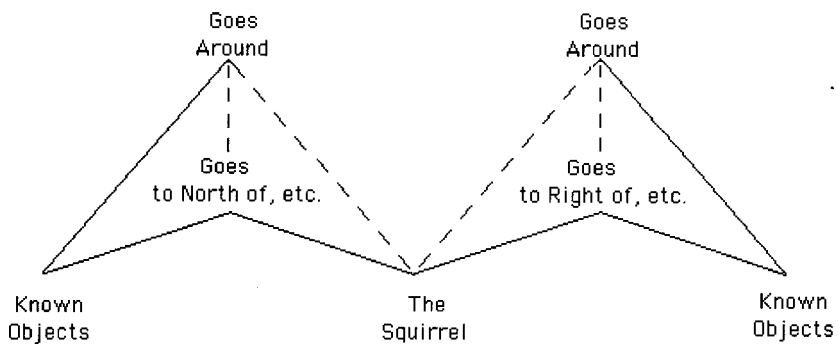 Goes
Around
Goes
Around
Goes
to North of, etc.
Goes
to Right of, etc.
Known
Objects
The
Squirrel
Known
Objects